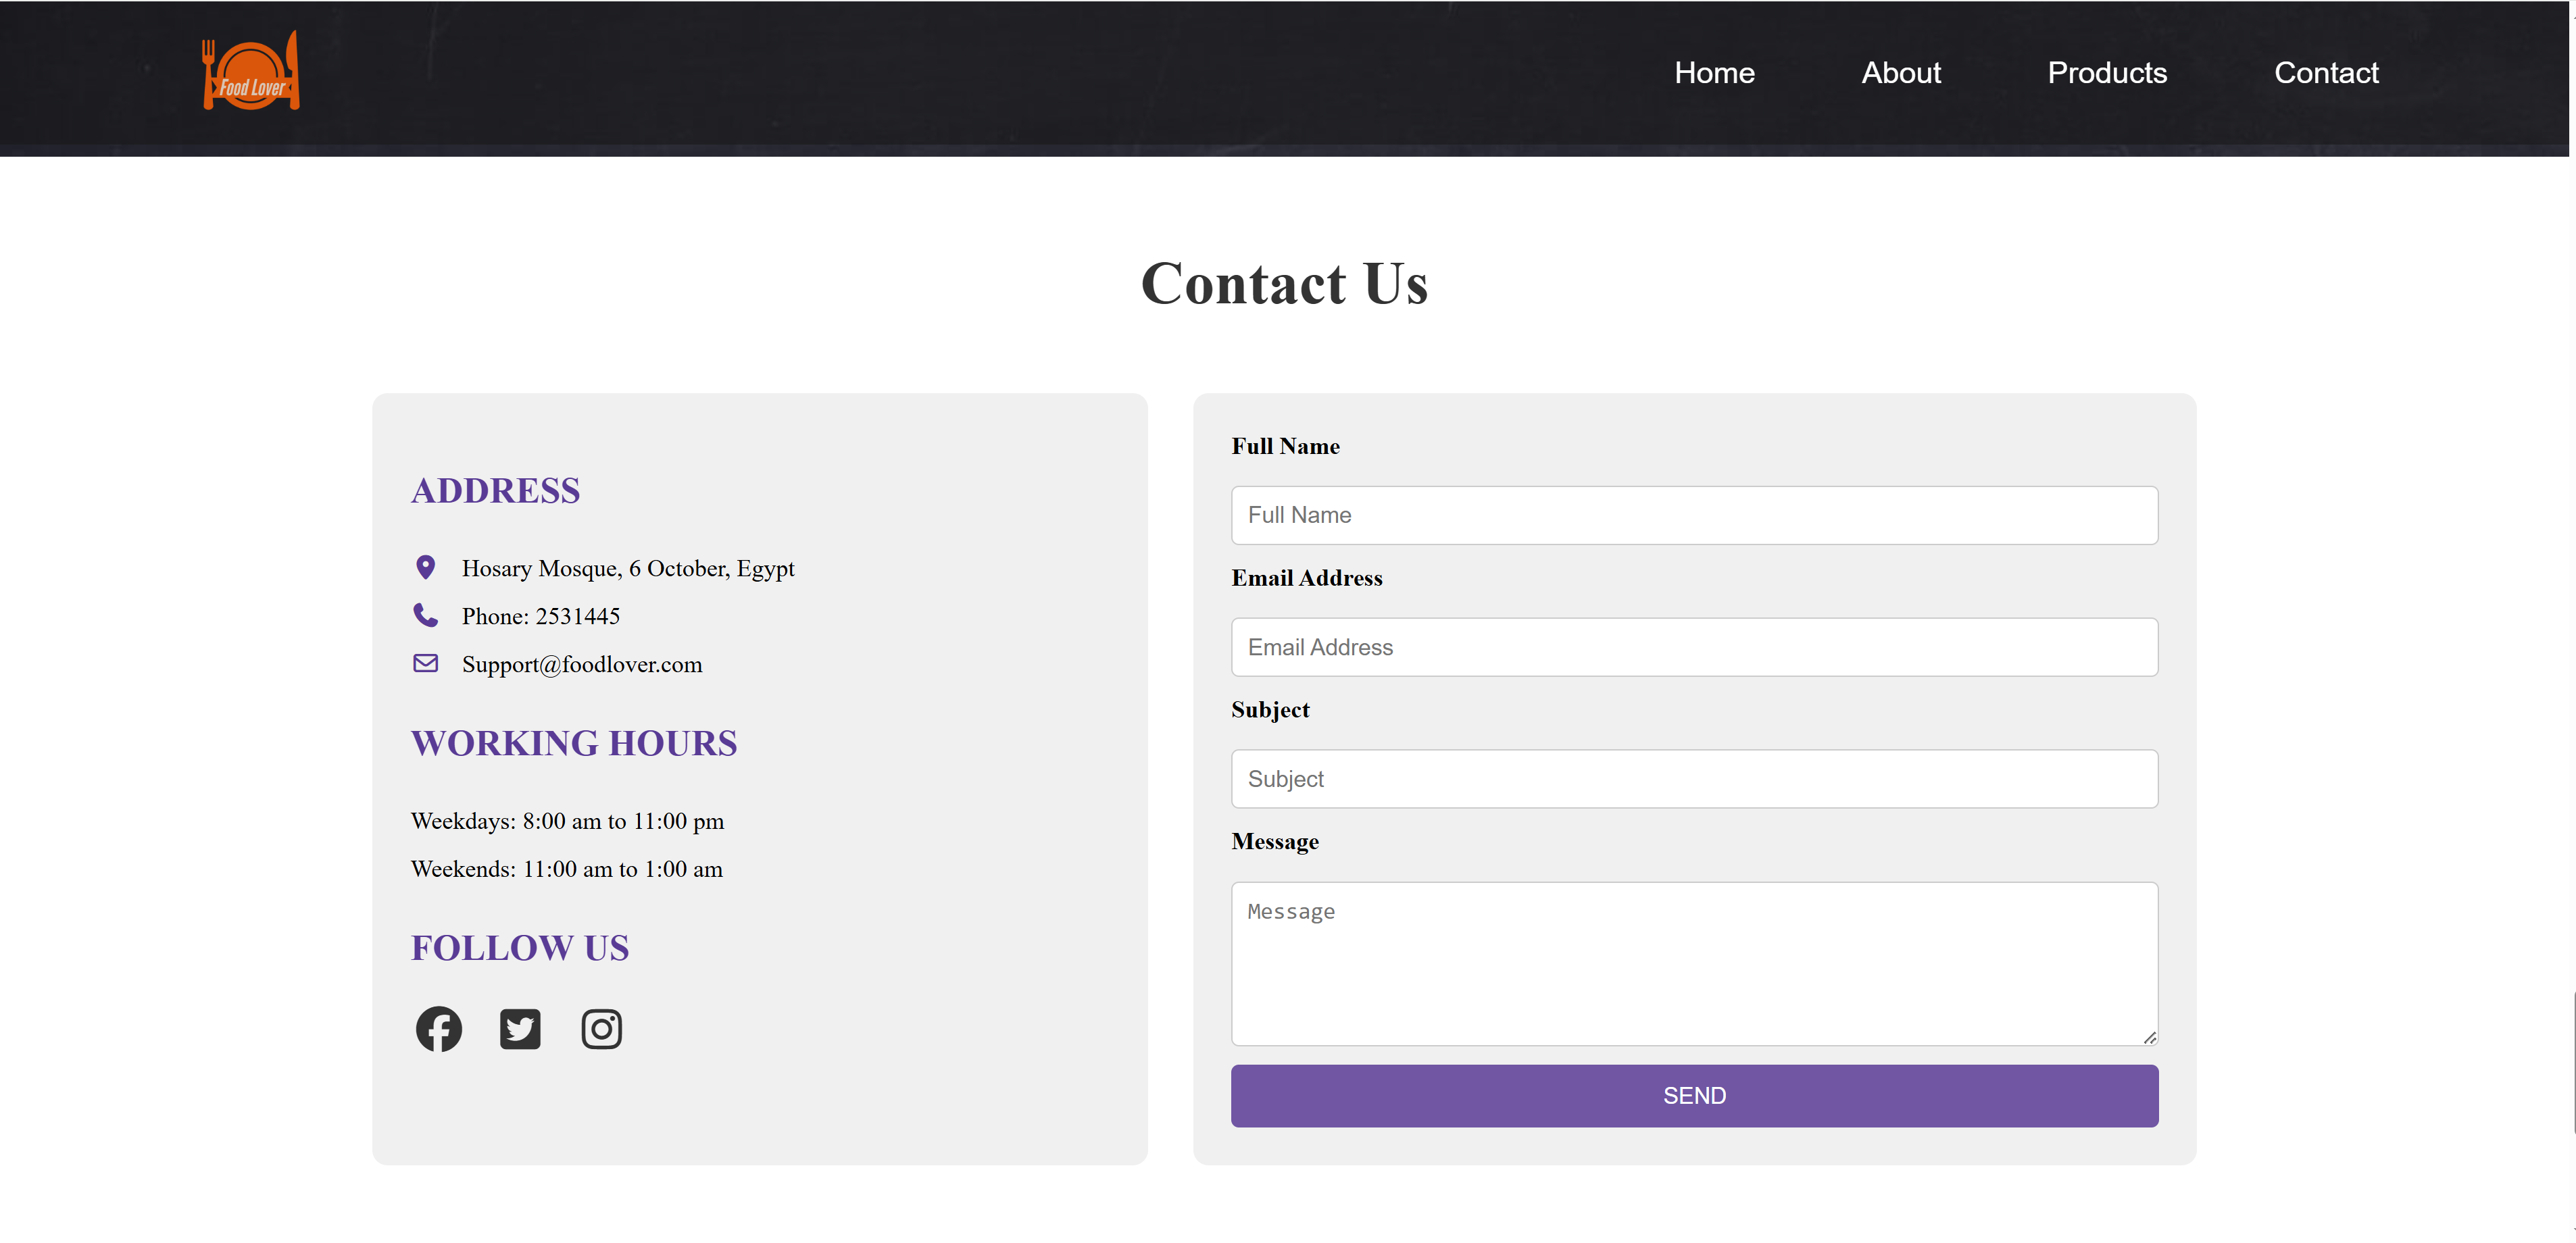 Food Lover
Home
About
Products
Contact
Contact Us
ADDRESS
Hosary Mosque, 6 October, Egypt
Phone: 2531445
Support@foodlover.com
WORKING HOURS
Weekdays: 8:00 am to 11:00 pm
Weekends: 11:00 am to 1:00 am
FOLLOW US
Full Name
Full Name
Email Address
Email Address
Subject
Subject
Message
Message
SEND